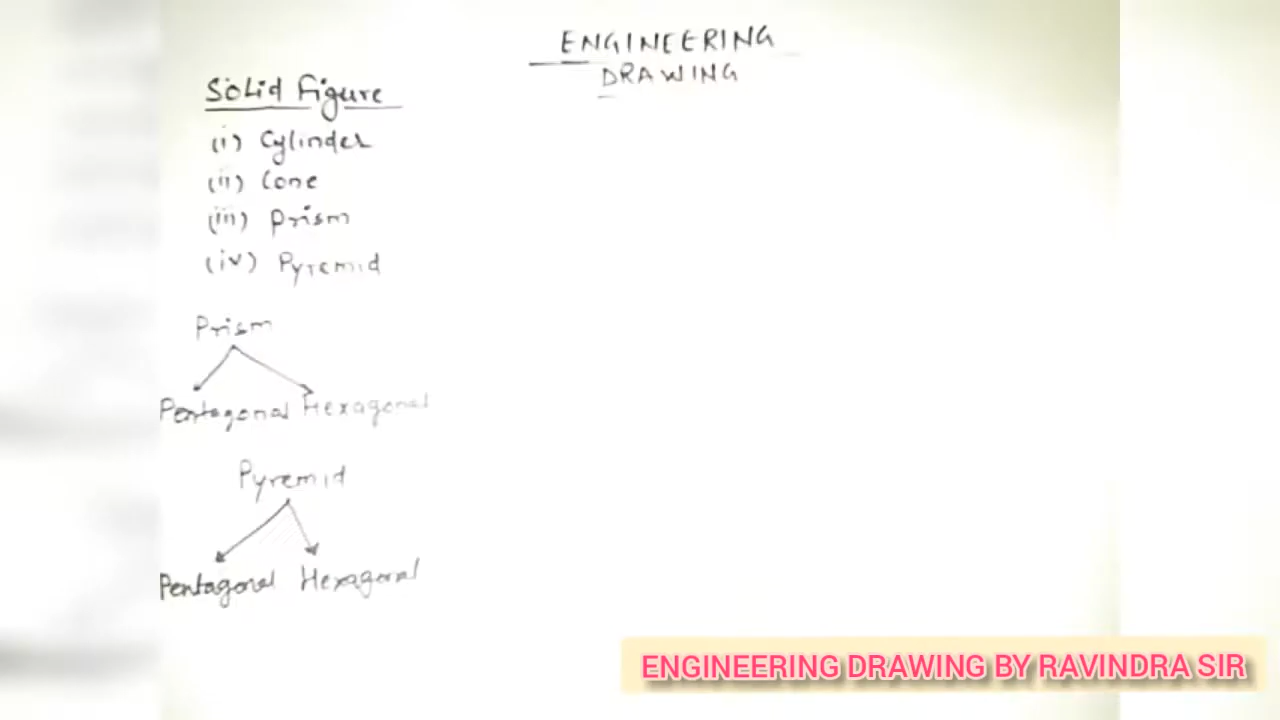 ENGINEERING
DRAWING
Solid Figure
(i) Cylinder
(ii) Cone
(iii) Prism
(iv) Pyremid
Prism
Pentagonal Hexagonal
Pyremid
Pentagonal Hexagonal
ENGINEERING DRAWING BY RAVINDRA SIR